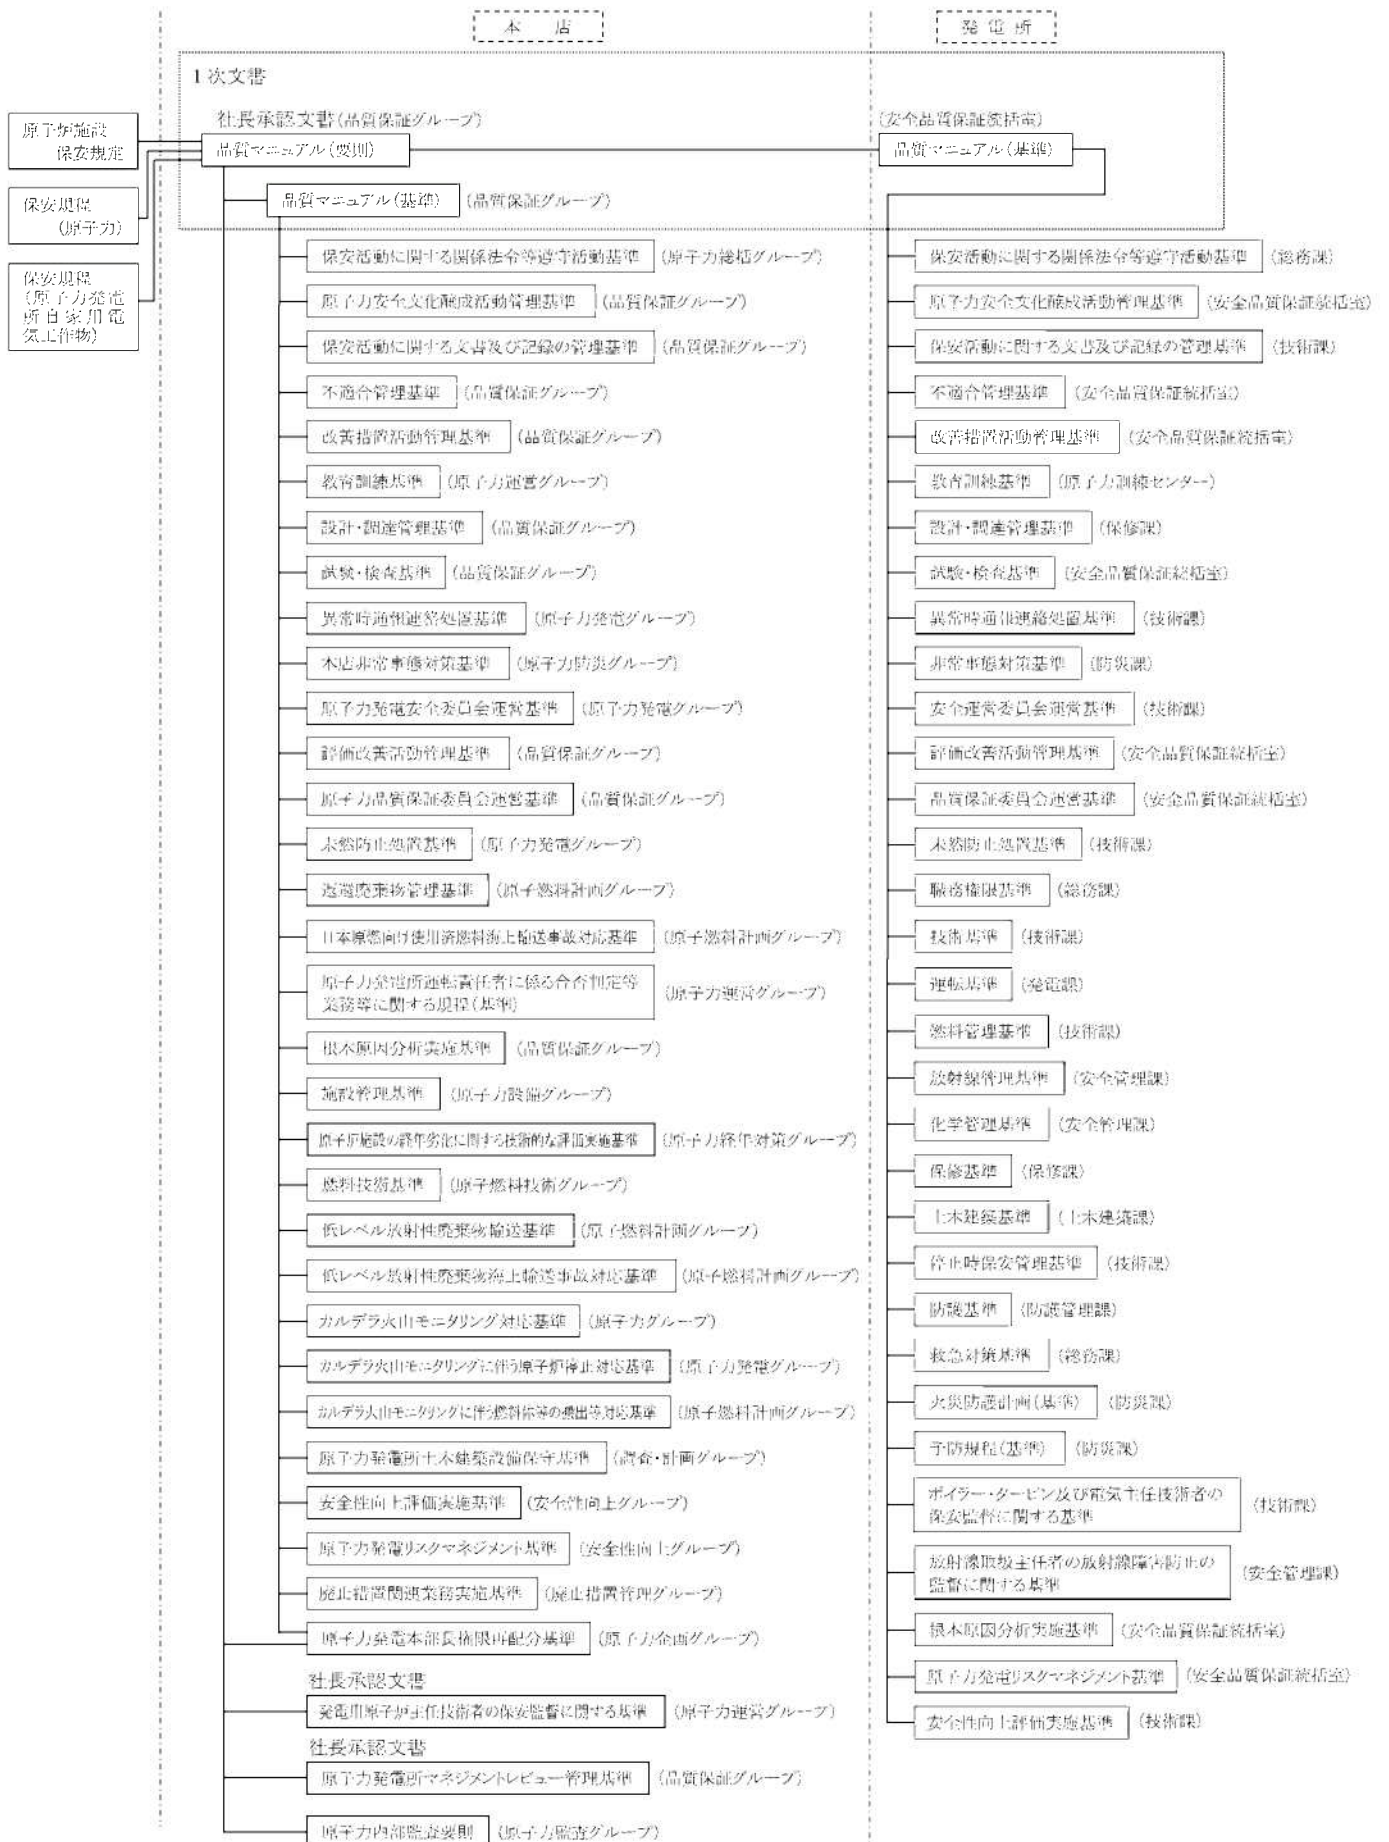 本　店
発 電 所
1 次文書
社長承認文書(品質保証グループ)
(安全品質保証統括室)
原子炉施設
保安規定
品質マニュアル(要則)
品質マニュアル(基準)
保安規程
(原子力)
品質マニュアル(基準) (品質保証グループ)
保安規程
(原子力発電
所自家用電
気工作物)
保安活動に関する関係法令等遵守活動基準 (原子力総括グループ)
原子力安全文化醸成活動管理基準 (品質保証グループ)
保安活動に関する文書及び記録の管理基準 (品質保証グループ)
不適合管理基準 (品質保証グループ)
改善措置活動管理基準 (品質保証グループ)
教育訓練基準 (原子力運営グループ)
設計・調達管理基準 (品質保証グループ)
試験・検査基準 (品質保証グループ)
異常時通報連絡処置基準 (原子力発電グループ)
本店非常事態対策基準 (原子力防災グループ)
原子力発電安全委員会運営基準 (原子力発電グループ)
評価改善活動管理基準 (品質保証グループ)
原子力品質保証委員会運営基準 (品質保証グループ)
未然防止処置基準 (原子力発電グループ)
返還廃棄物管理基準 (原子燃料計画グループ)
日本原燃向け使用済燃料海上輸送事故対応基準 (原子燃料計画グループ)
原子力発電所運転責任者に係る合否判定等
業務等に関する規程(基準) (原子力運営グループ)
根本原因分析実施基準 (品質保証グループ)
施設管理基準 (原子力設備グループ)
原子炉施設の経年劣化に関する技術的な評価実施基準 (原子力経年対策グループ)
燃料技術基準 (原子燃料技術グループ)
低レベル放射性廃棄物輸送基準 (原子燃料計画グループ)
低レベル放射性廃棄物海上輸送事故対応基準 (原子燃料計画グループ)
カルデラ火山モニタリング対応基準 (原子力グループ)
カルデラ火山モニタリングに伴う原子炉停止対応基準 (原子力発電グループ)
カルデラ火山モニタリングに伴う燃料体等の搬出等対応基準 (原子燃料計画グループ)
原子力発電所土木建築設備保守基準 (調査・計画グループ)
安全性向上評価実施基準 (安全性向上グループ)
原子力発電リスクマネジメント基準 (安全性向上グループ)
廃止措置関連業務実施基準 (廃止措置管理グループ)
原子力発電本部長権限再配分基準 (原子力企画グループ)
社長承認文書
発電用原子炉主任技術者の保安監督に関する基準 (原子力運営グループ)
社長承認文書
原子力発電所マネジメントレビュー管理基準 (品質保証グループ)
原子力内部監査要則 (原子力監査グループ)
保安活動に関する関係法令等遵守活動基準 (総務課)
原子力安全文化醸成活動管理基準 (安全品質保証統括室)
保安活動に関する文書及び記録の管理基準 (技術課)
不適合管理基準 (安全品質保証統括室)
改善措置活動管理基準 (安全品質保証統括室)
教育訓練基準 (原子力訓練センター)
設計・調達管理基準 (保修課)
試験・検査基準 (安全品質保証統括室)
異常時通報連絡処置基準 (技術課)
非常事態対策基準 (防災課)
安全運営委員会運営基準 (技術課)
評価改善活動管理基準 (安全品質保証統括室)
品質保証委員会運営基準 (安全品質保証統括室)
未然防止処置基準 (技術課)
職務権限基準 (総務課)
技術基準 (技術課)
運転基準 (発電課)
燃料管理基準 (技術課)
放射線管理基準 (安全管理課)
化学管理基準 (安全管理課)
保修基準 (保修課)
土木建築基準 (土木建築課)
停止時保安管理基準 (技術課)
防護基準 (防護管理課)
救急対策基準 (総務課)
火災防護計画(基準) (防災課)
予防規程(基準) (防災課)
ボイラー・タービン及び電気主任技術者の
保安監督に関する基準 (技術課)
放射線取扱主任者の放射線障害防止の
監督に関する基準 (安全管理課)
根本原因分析実施基準 (安全品質保証統括室)
原子力発電リスクマネジメント基準 (安全品質保証統括室)
安全性向上評価実施基準 (技術課)